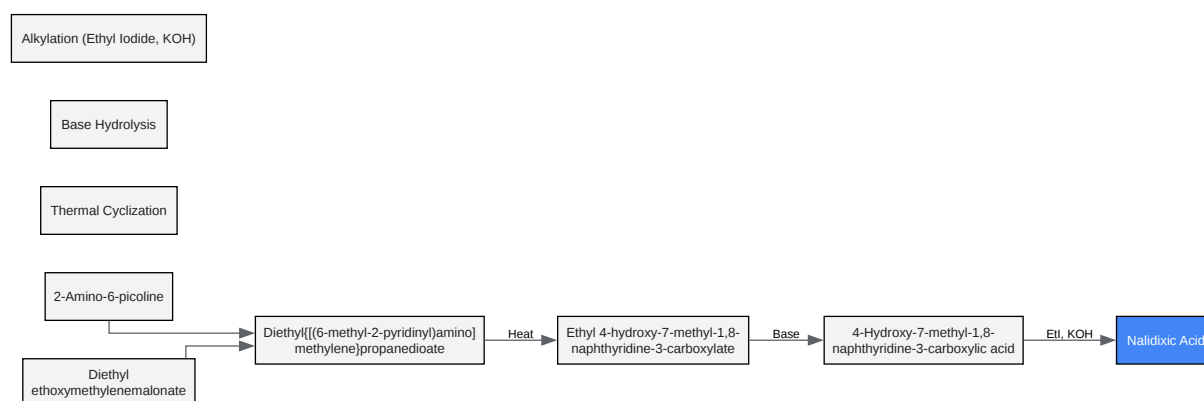 Alkylation (Ethyl Iodide, KOH)
Base Hydrolysis
Thermal Cyclization
2-Amino-6-picoline
Diethyl
ethoxymethylenemalonate
Diethyl{[(6-methyl-2-pyridinyl)amino]
methylene}propanedioate
Heat
Ethyl 4-hydroxy-7-methyl-1,8-
naphthyridine-3-carboxylate
Base
4-Hydroxy-7-methyl-1,8-
naphthyridine-3-carboxylic acid
EtI, KOH
Nalidixic Acid